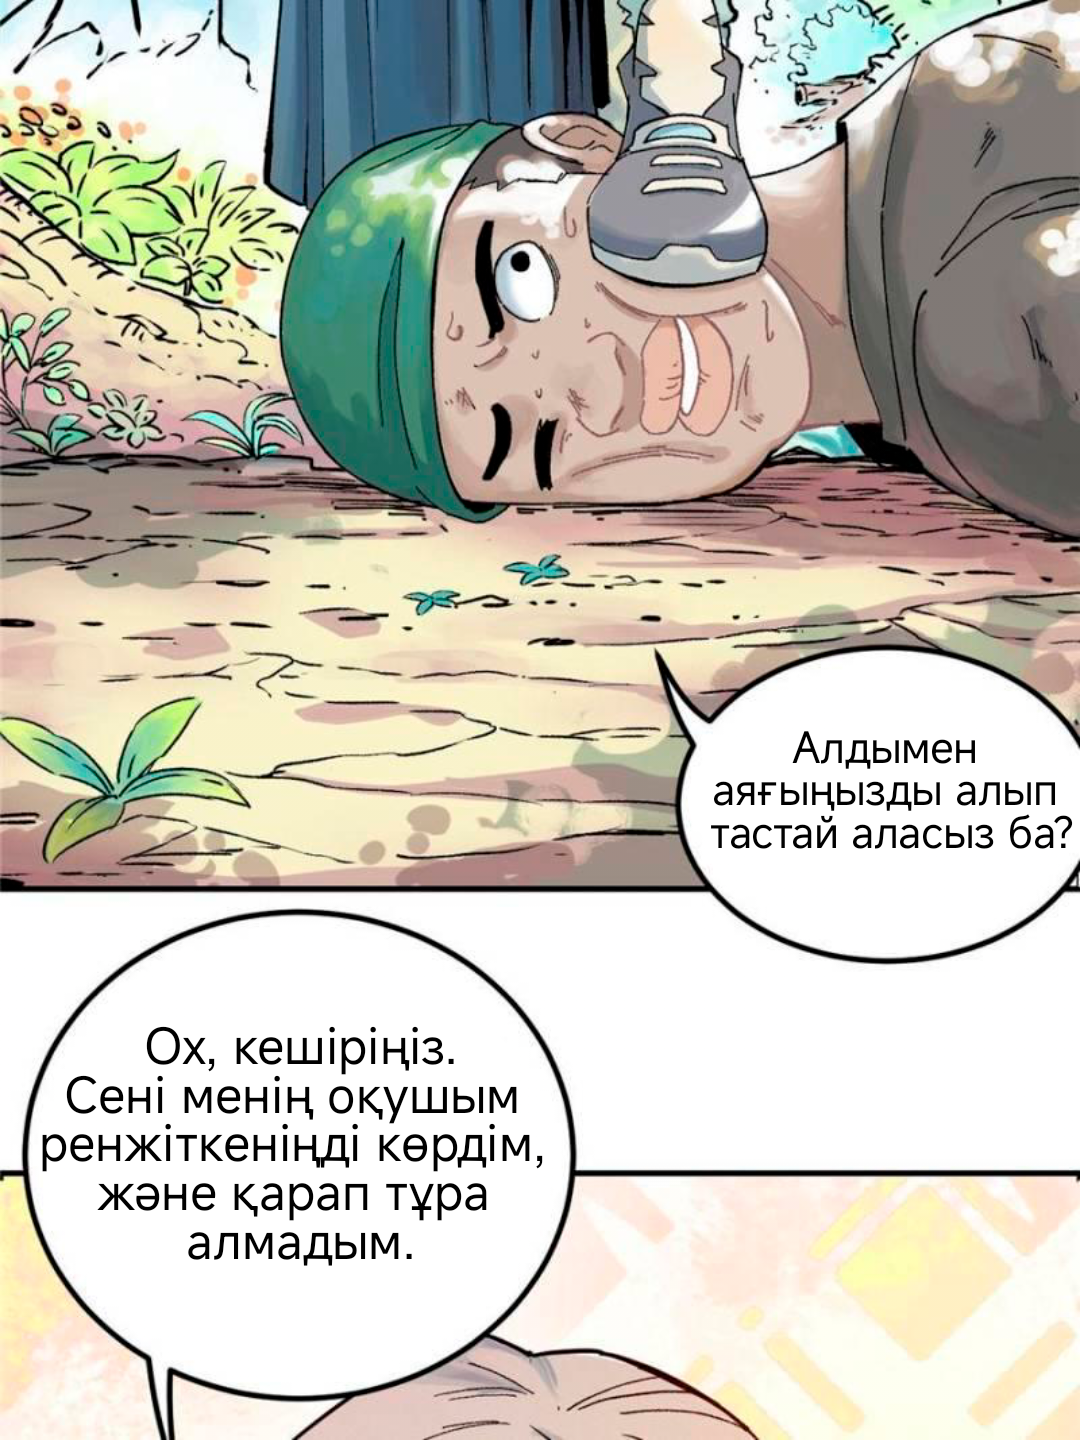 Алдымен
аяғыңызды алып
тастай аласыз ба?
Ох, кешіріңіз.
Сені менің оқушым
ренжіткеніңді көрдім,
және қарап тұра
алмадым.